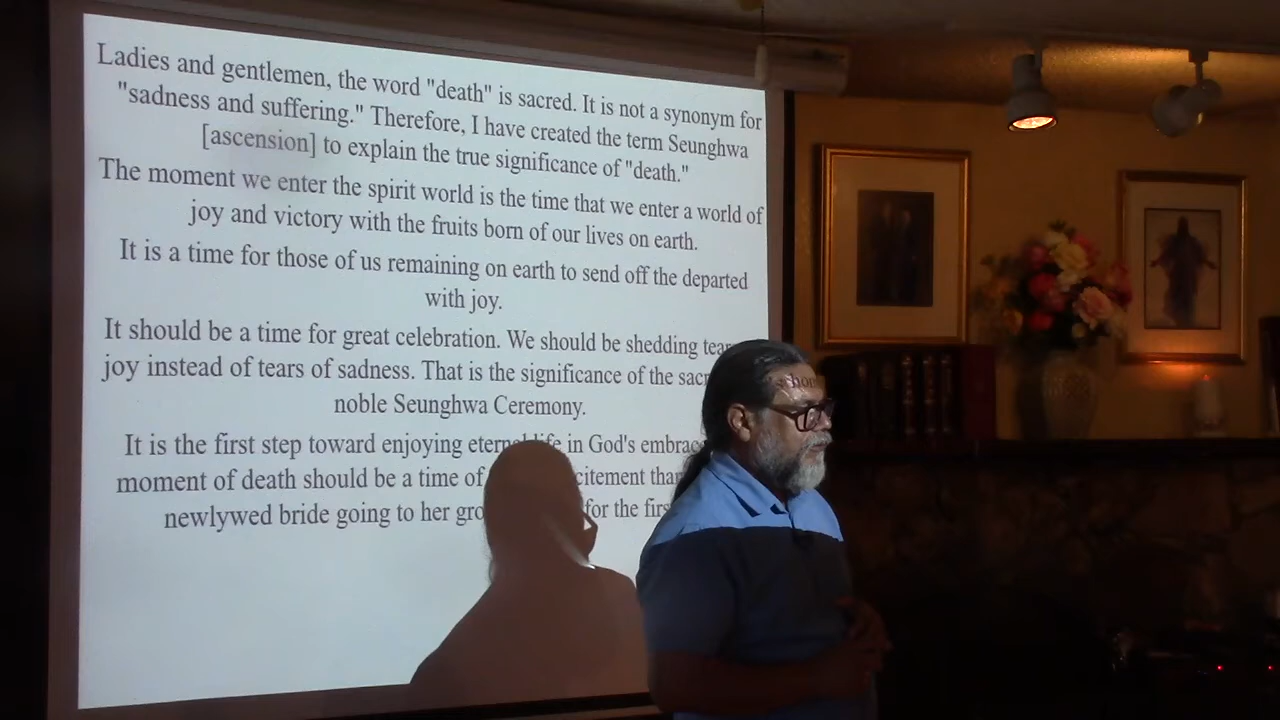 Ladies and gentlemen, the word "death" is sacred. It is not a synonym for
"sadness and suffering." Therefore, I have created the term Seunghwa
[ascension] to explain the true significance of "death."
The moment we enter the spirit world is the time that we enter a world of
joy and victory with the fruits born of our lives on earth.
It is a time for those of us remaining on earth to send off the departed
with joy.
It should be a time for great celebration. We should be shedding
joy instead of tears of sadness. That is the significance of the
noble Seunghwa Ceremony.
It is the first step toward enjoying eternal life in God's
moment of death should be a time of
newlywed bride going to her for the